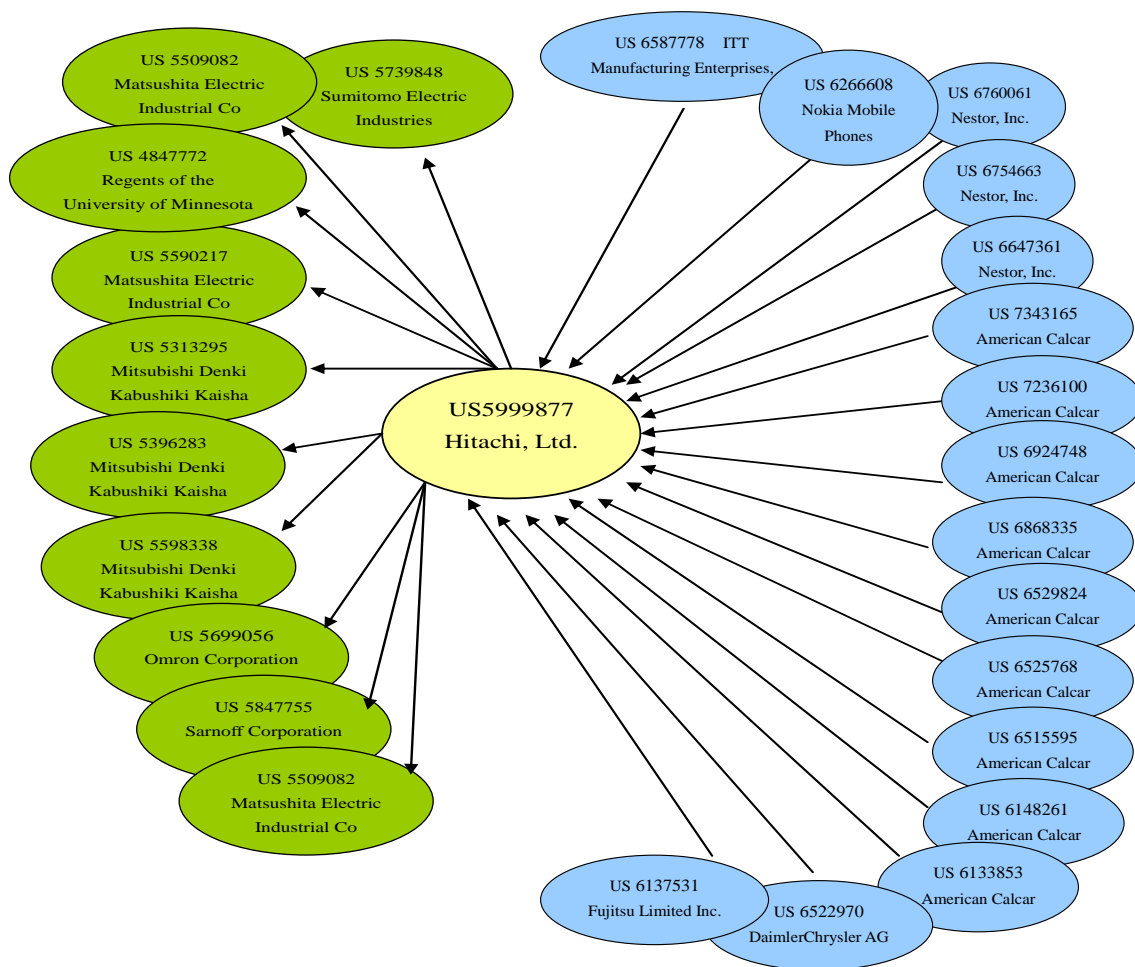 US 5509082
Matsushita Electric
Industrial Co
US 5739848
Sumitomo Electric
Industries
US 4847772
Regents of the
University of Minnesota
US 5590217
Matsushita Electric
Industrial Co
US 5313295
Mitsubishi Denki
Kabushiki Kaisha
US 5396283
Mitsubishi Denki
Kabushiki Kaisha
US 5598338
Mitsubishi Denki
Kabushiki Kaisha
US 5699056
Omron Corporation
US 5847755
Sarnoff Corporation
US 5509082
Matsushita Electric
Industrial Co
US5999877
Hitachi, Ltd.
US 6587778 ITT
Manufacturing Enterprises,
US 6266608
Nokia Mobile
Phones
US 6760061
Nestor, Inc.
US 6754663
Nestor, Inc.
US 6647361
Nestor, Inc.
US 7343165
American Calcar
US 7236100
American Calcar
US 6924748
American Calcar
US 6868335
American Calcar
US 6529824
American Calcar
US 6525768
American Calcar
US 6515595
American Calcar
US 6148261
American Calcar
US 6133853
American Calcar
US 6522970
DaimlerChrysler AG
US 6137531
Fujitsu Limited Inc.